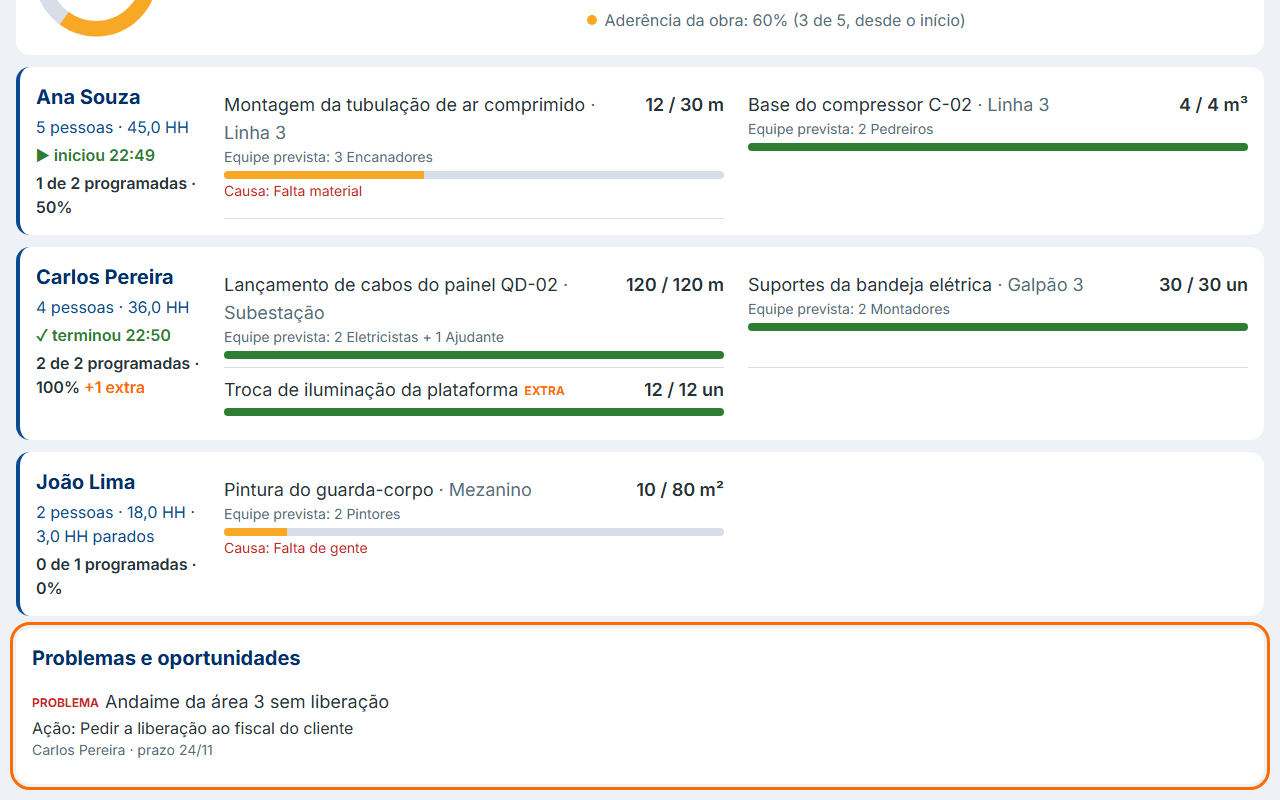 Aderência da obra: 60% (3 de 5, desde o início)
Ana Souza
5 pessoas · 45,0 HH
▶ iniciou 22:49
1 de 2 programadas ·
50%
Montagem da tubulação de ar comprimido ·
Linha 3
12 / 30 m
Equipe prevista: 3 Encanadores
Causa: Falta material
Base do compressor C-02 · Linha 3
4 / 4 m³
Equipe prevista: 2 Pedreiros
Carlos Pereira
4 pessoas · 36,0 HH
✓ terminou 22:50
2 de 2 programadas ·
100% +1 extra
Lançamento de cabos do painel QD-02 ·
Subestação
120 / 120 m
Equipe prevista: 2 Eletricistas + 1 Ajudante
Suportes da bandeja elétrica · Galpão 3
30 / 30 un
Equipe prevista: 2 Montadores
Troca de iluminação da plataforma EXTRA
12 / 12 un
João Lima
2 pessoas · 18,0 HH ·
3,0 HH parados
0 de 1 programadas ·
0%
Pintura do guarda-corpo · Mezanino
10 / 80 m²
Equipe prevista: 2 Pintores
Causa: Falta de gente
Problemas e oportunidades
PROBLEMA Andaime da área 3 sem liberação
Ação: Pedir a liberação ao fiscal do cliente
Carlos Pereira · prazo 24/11